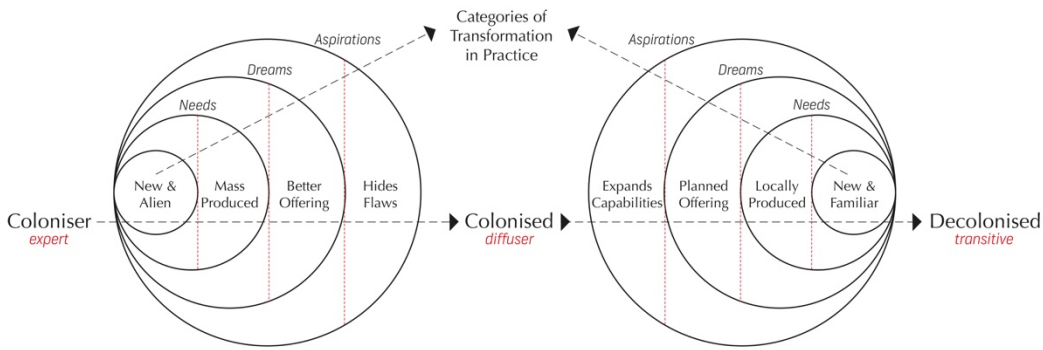 Categories of
Transformation
in Practice
Aspirations
Dreams
Needs
New &
Alien
Mass
Produced
Better
Offering
Hides
Flaws
Aspirations
Dreams
Needs
Expands
Capabilities
Planned
Offering
Locally
Produced
New &
Familiar
Coloniser
expert
Colonised
diffuser
Decolonised
transitive